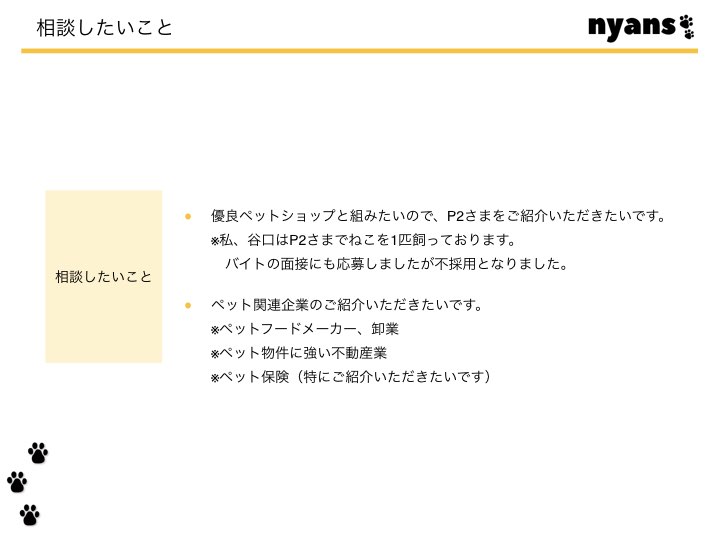 相談したいこと
nyans
相談したいこと
● 優良ペットショップと組みたいので、P2さまをご紹介いただきたいです。
※私、谷口はP2さまでねこを1匹飼っております。
バイトの面接にも応募しましたが不採用となりました。
● ペット関連企業のご紹介いただきたいです。
※ペットフードメーカー、卸業
※ペット物件に強い不動産業
※ペット保険（特にご紹介いただきたいです）